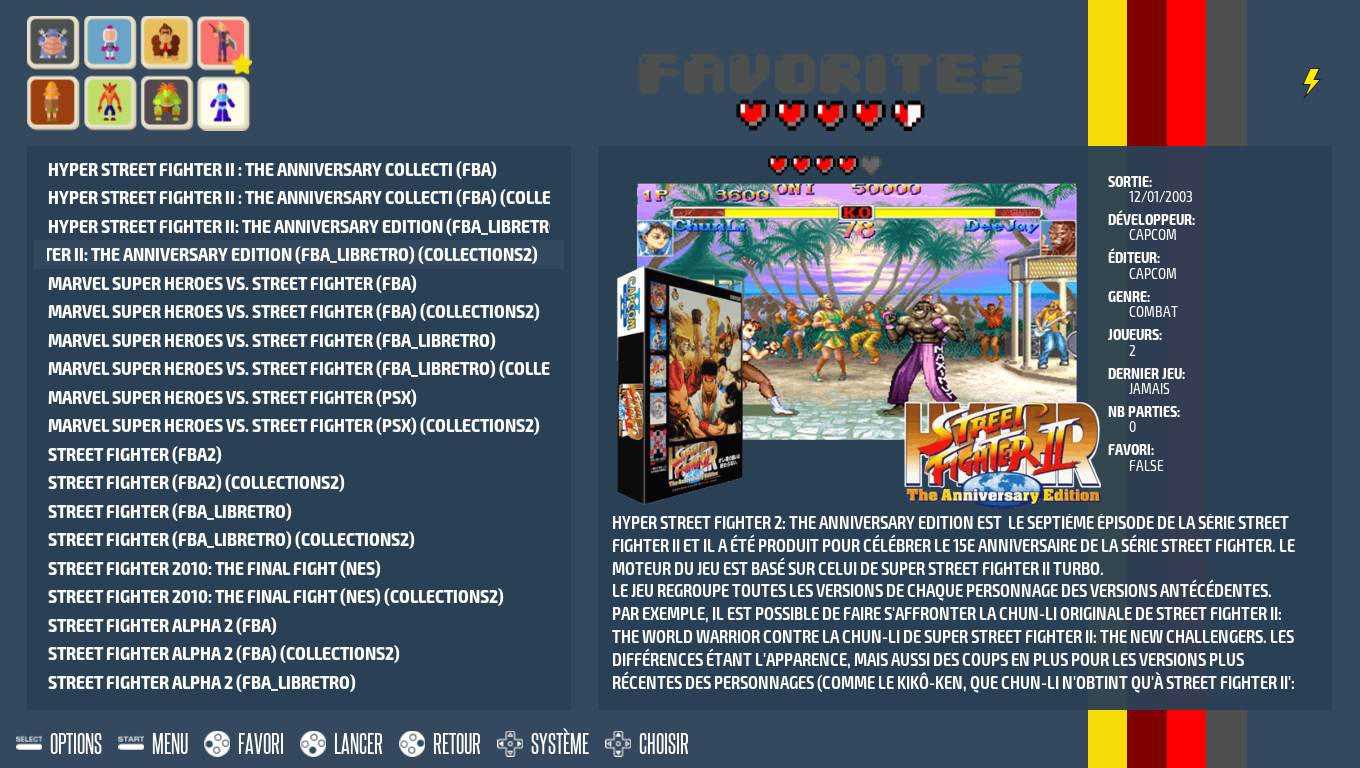 FAVORITES
HYPER STREET FIGHTER II : THE ANNIVERSARY COLLECTI (FBA)
HYPER STREET FIGHTER II : THE ANNIVERSARY COLLECTI (FBA) (COLLE
HYPER STREET FIGHTER II: THE ANNIVERSARY EDITION (FBA_LIBRETR
TER II: THE ANNIVERSARY EDITION (FBA_LIBRETRO) (COLLECTIONS2)
MARVEL SUPER HEROES VS. STREET FIGHTER (FBA)
MARVEL SUPER HEROES VS. STREET FIGHTER (FBA) (COLLECTIONS2)
MARVEL SUPER HEROES VS. STREET FIGHTER (FBA_LIBRETRO)
MARVEL SUPER HEROES VS. STREET FIGHTER (FBA_LIBRETRO) (COLLE
MARVEL SUPER HEROES VS. STREET FIGHTER (PSX)
MARVEL SUPER HEROES VS. STREET FIGHTER (PSX) (COLLECTIONS2)
STREET FIGHTER (FBA2)
STREET FIGHTER (FBA2) (COLLECTIONS2)
STREET FIGHTER (FBA_LIBRETRO)
STREET FIGHTER (FBA_LIBRETRO) (COLLECTIONS2)
STREET FIGHTER 2010: THE FINAL FIGHT (NES)
STREET FIGHTER 2010: THE FINAL FIGHT (NES) (COLLECTIONS2)
STREET FIGHTER ALPHA 2 (FBA)
STREET FIGHTER ALPHA 2 (FBA) (COLLECTIONS2)
STREET FIGHTER ALPHA 2 (FBA_LIBRETRO)
1P 3600 ON I 50000
K.O
ChunLi 78 DeeJay
MAXIMUM
CAPCOM
HYPER
STREET FIGHTER II
The Anniversary Edition
SORTIE:
12/01/2003
DÉVELOPPEUR:
CAPCOM
ÉDITEUR:
CAPCOM
GENRE:
COMBAT
JOUEURS:
2
DERNIER JEU:
JAMAIS
NB PARTIES:
0
FAVORI:
FALSE
HYPER STREET FIGHTER 2: THE ANNIVERSARY EDITION EST LE SEPTIÈME ÉPISODE DE LA SÉRIE STREET
FIGHTER II ET IL A ÉTÉ PRODUIT POUR CÉLÉBRER LE 15E ANNIVERSAIRE DE LA SÉRIE STREET FIGHTER. LE
MOTEUR DU JEU EST BASÉ SUR CELUI DE SUPER STREET FIGHTER II TURBO.
LE JEU REGROUPE TOUTES LES VERSIONS DE CHAQUE PERSONNAGE DES VERSIONS ANTÉCÉDENTES.
PAR EXEMPLE, IL EST POSSIBLE DE FAIRE S'AFFRONTER LA CHUN-LI ORIGINALE DE STREET FIGHTER II:
THE WORLD WARRIOR CONTRE LA CHUN-LI DE SUPER STREET FIGHTER II: THE NEW CHALLENGERS. LES
DIFFÉRENCES ÉTANT L'APPARENCE, MAIS AUSSI DES COUPS EN PLUS POUR LES VERSIONS PLUS
RÉCENTES DES PERSONNAGES (COMME LE KIKÔ-KEN, QUE CHUN-LI N'OBTINT QU'À STREET FIGHTER II':
SELECT OPTIONS START MENU FAVORI LANCER RETOUR SYSTÈME CHOISIR